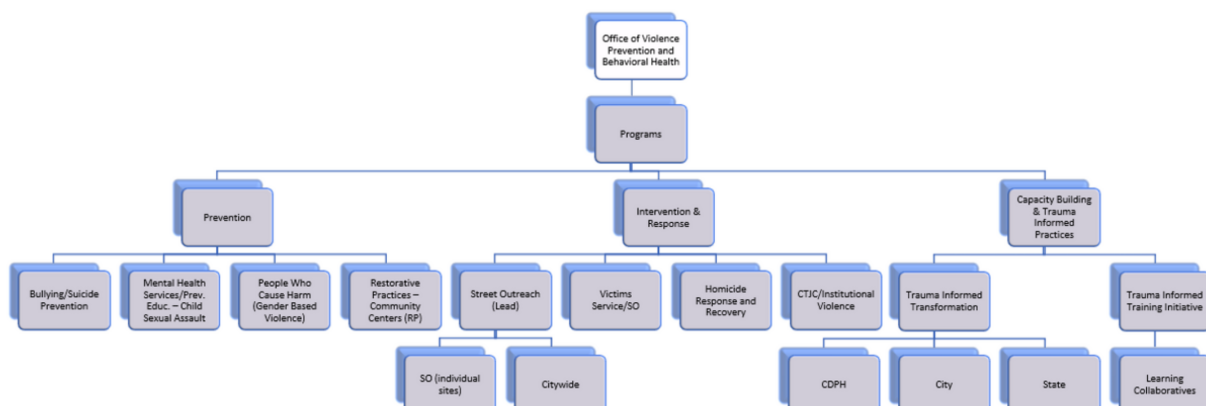 Office of Violence
Prevention and
Behavioral Health
Programs
Prevention
Intervention &
Response
Capacity Building
& Trauma
Informed
Practices
Bullying/Suicide
Prevention
Mental Health
Services/Prev.
Educ. – Child
Sexual Assault
People Who
Cause Harm
(Gender Based
Violence)
Restorative
Practices –
Community
Centers (RP)
Street Outreach
(Lead)
Victims
Service/SO
Homicide
Response and
Recovery
CTJC/Institutional
Violence
Trauma Informed
Transformation
Trauma Informed
Training Initiative
SO (individual
sites)
Citywide
CDPH
City
State
Learning
Collaboratives